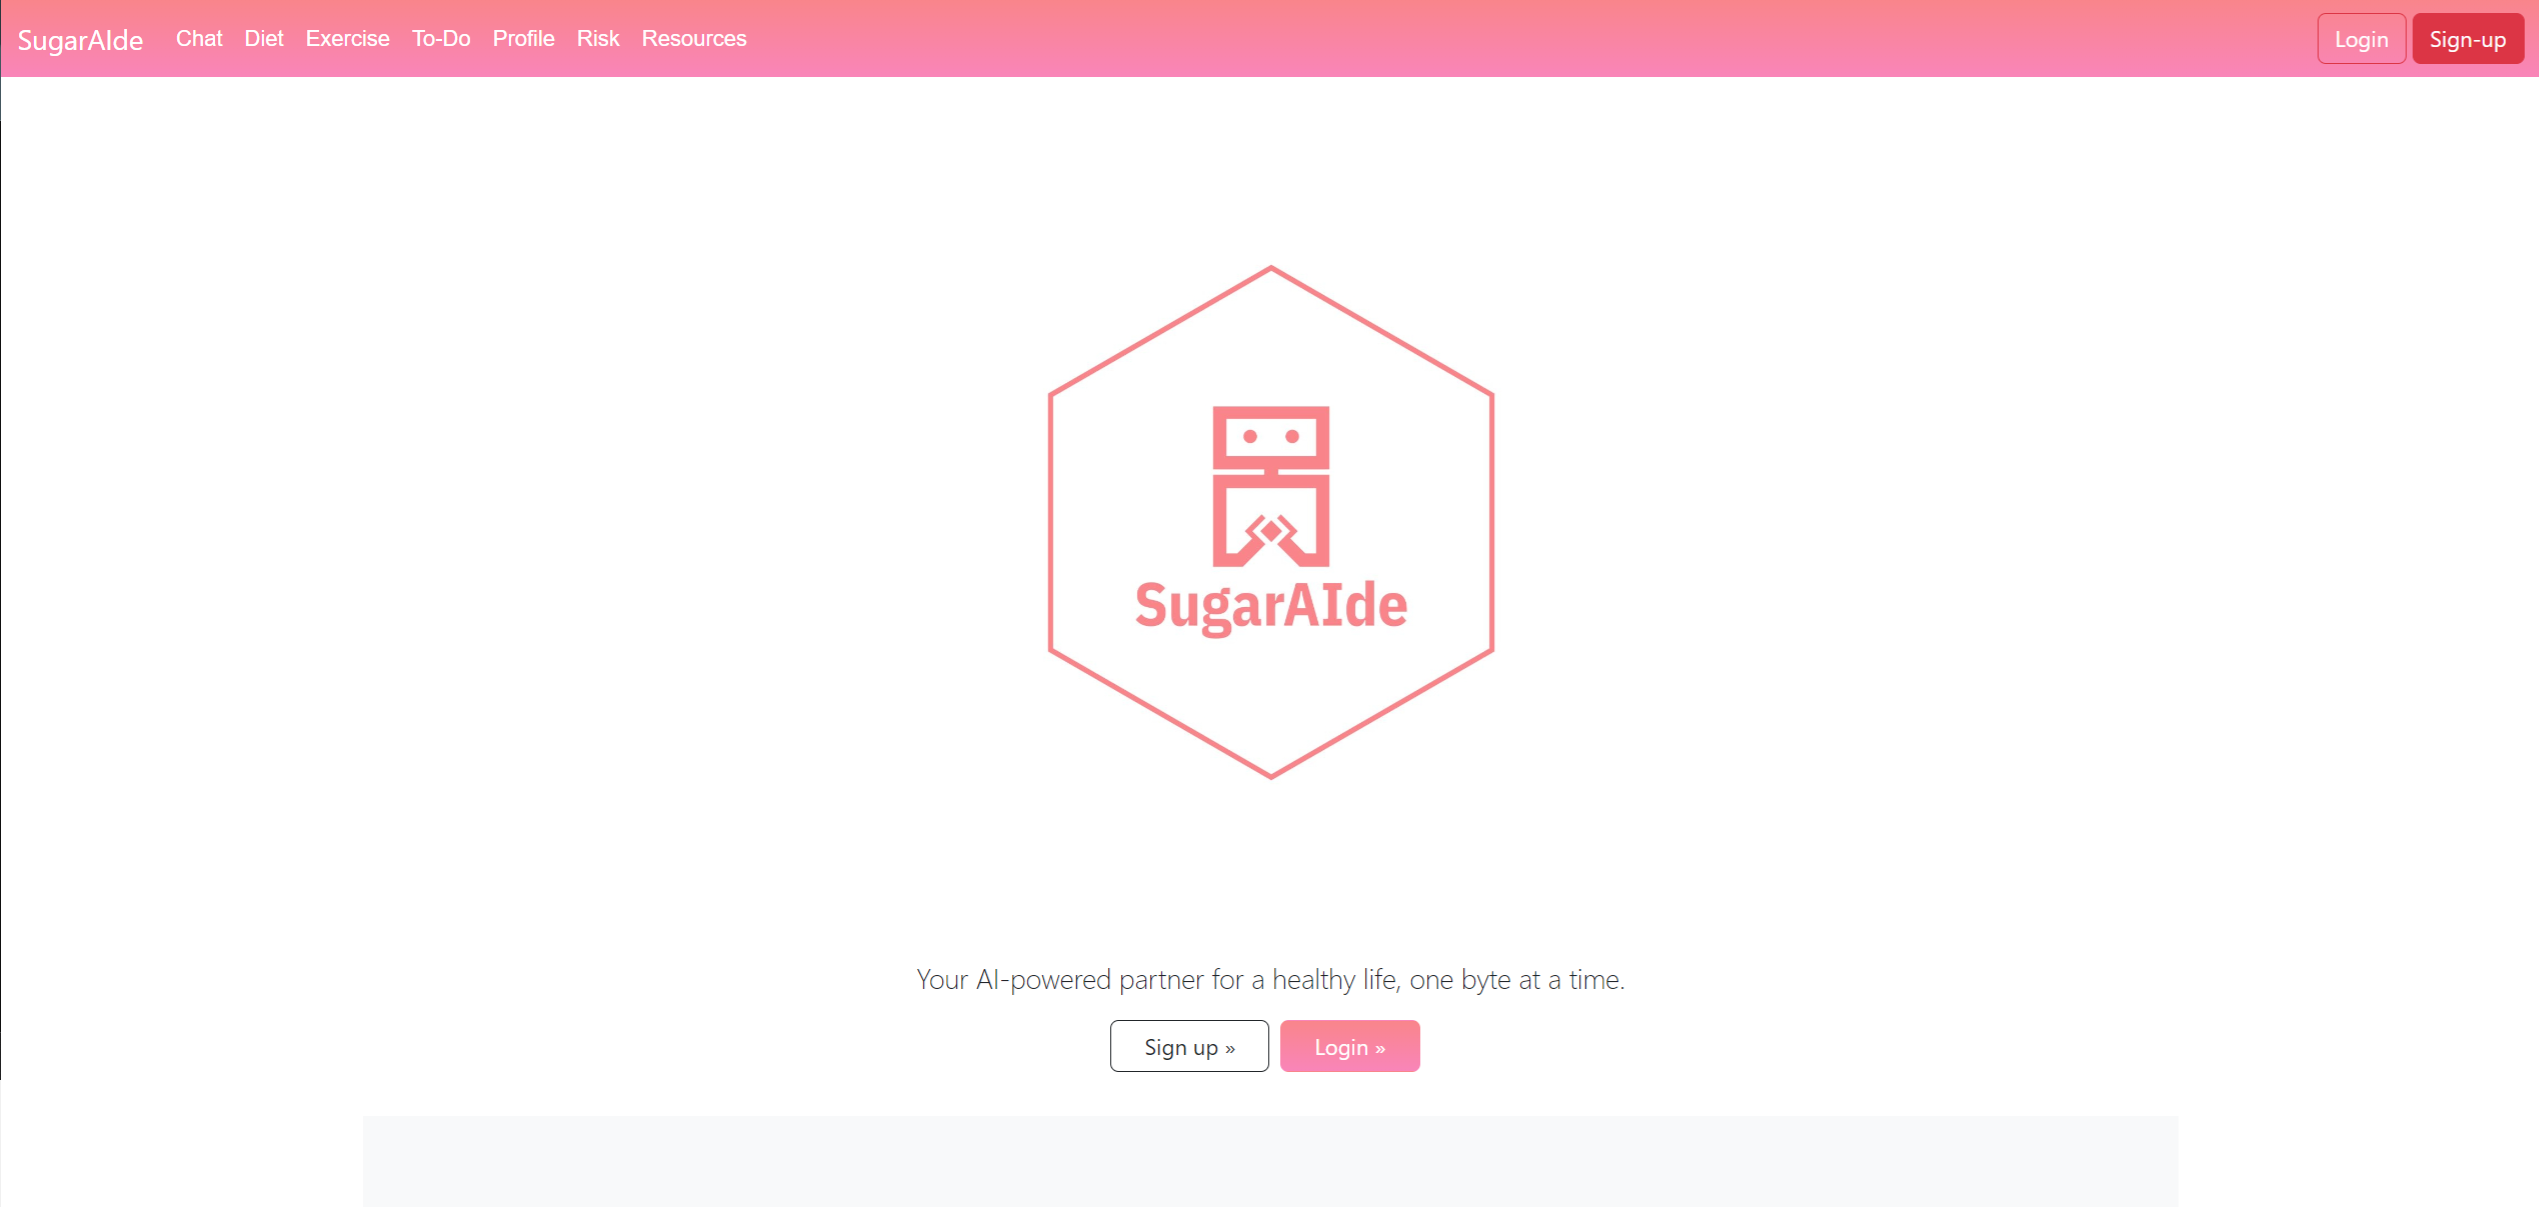 SugarAIde Chat Diet Exercise To-Do Profile Risk Resources Login Sign-up
SugarAIde
Your AI-powered partner for a healthy life, one byte at a time.
Sign up » Login »